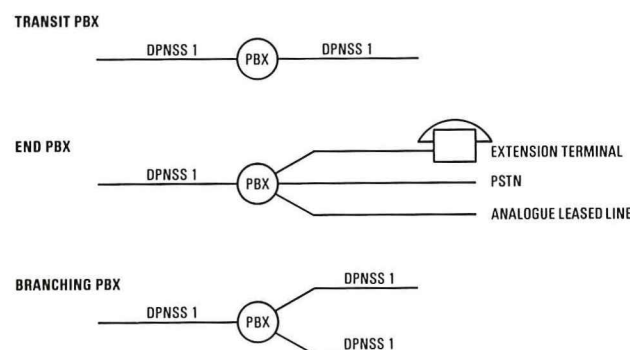 TRANSIT PBX
DPNSS 1
PBX
DPNSS 1
END PBX
DPNSS 1
PBX
EXTENSION TERMINAL
PSTN
ANALOGUE LEASED LINE
BRANCHING PBX
DPNSS 1
PBX
DPNSS 1
DPNSS 1